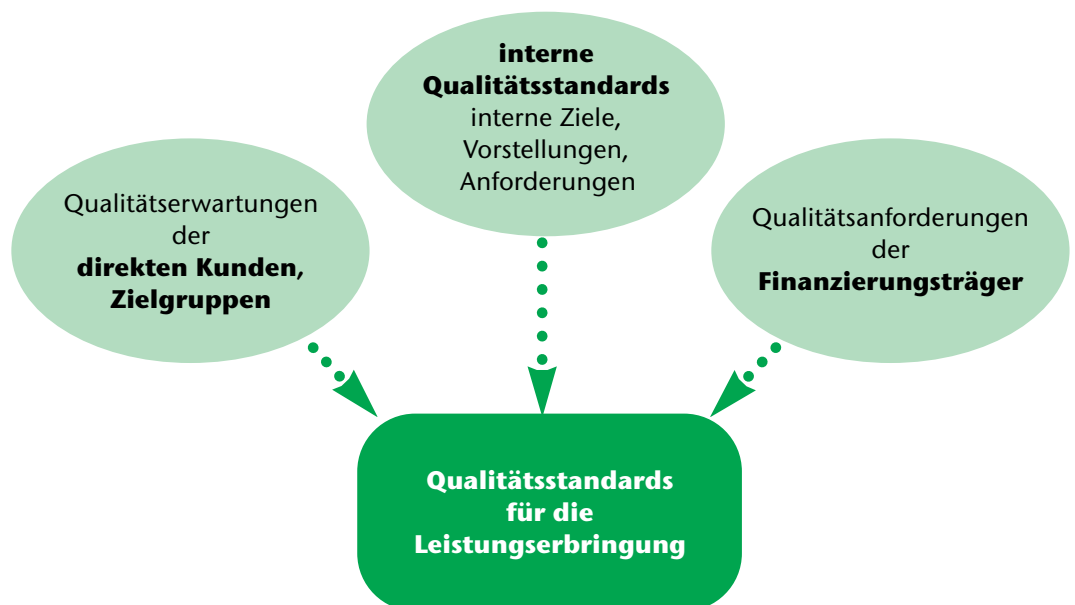 interne
Qualitätsstandards
interne Ziele,
Vorstellungen,
Anforderungen
Qualitätserwartungen
der
direkten Kunden,
Zielgruppen
Qualitätsanforderungen
der
Finanzierungsträger
Qualitätsstandards
für die
Leistungserbringung